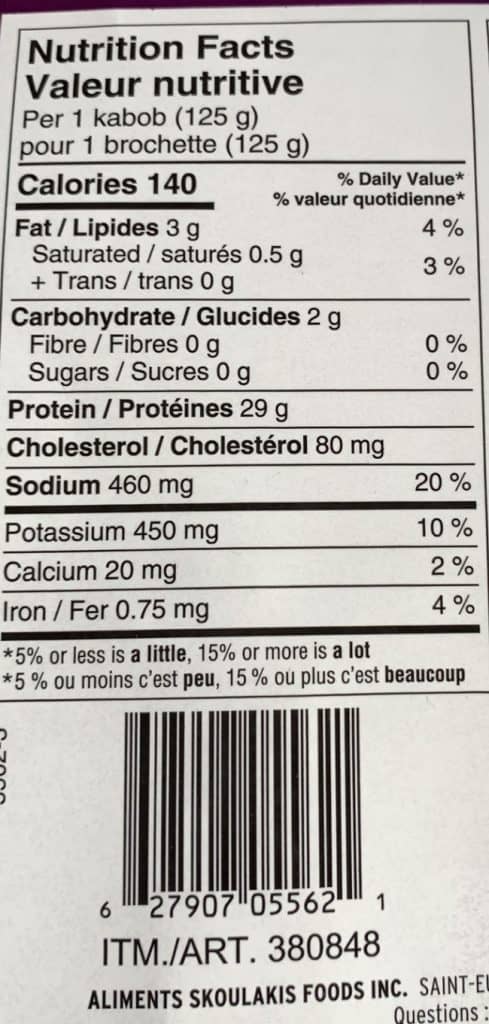 Nutrition Facts
Valeur nutritive
Per 1 kabob (125 g)
pour 1 brochette (125 g)
Calories 140
% Daily Value*
% valeur quotidienne*
Fat / Lipides 3 g 4 %
Saturated / saturés 0.5 g
+ Trans / trans 0 g 3 %
Carbohydrate / Glucides 2 g
Fibre / Fibres 0 g 0 %
Sugars / Sucres 0 g 0 %
Protein / Protéines 29 g
Cholesterol / Cholestérol 80 mg
Sodium 460 mg 20 %
Potassium 450 mg 10 %
Calcium 20 mg 2 %
Iron / Fer 0.75 mg 4 %
*5% or less is a little, 15% or more is a lot
*5 % ou moins c'est peu, 15 % ou plus c'est beaucoup
6 27907 05562 1
ITM./ART. 380848
ALIMENTS SKOULAKIS FOODS INC. SAINT-
Questions :